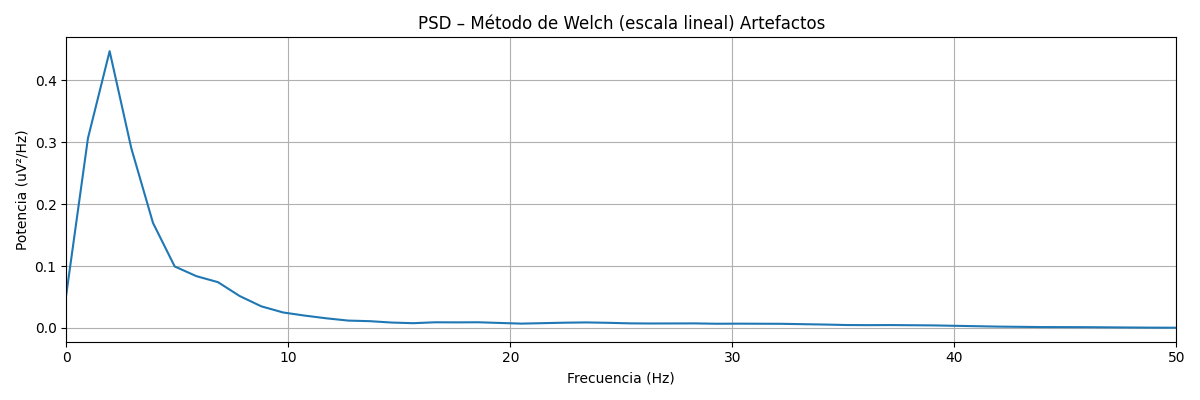 PSD – Método de Welch (escala lineal) Artefactos
Potencia (uV²/Hz)
0.4
0.3
0.2
0.1
0.0
0 10 20 30 40 50
Frecuencia (Hz)